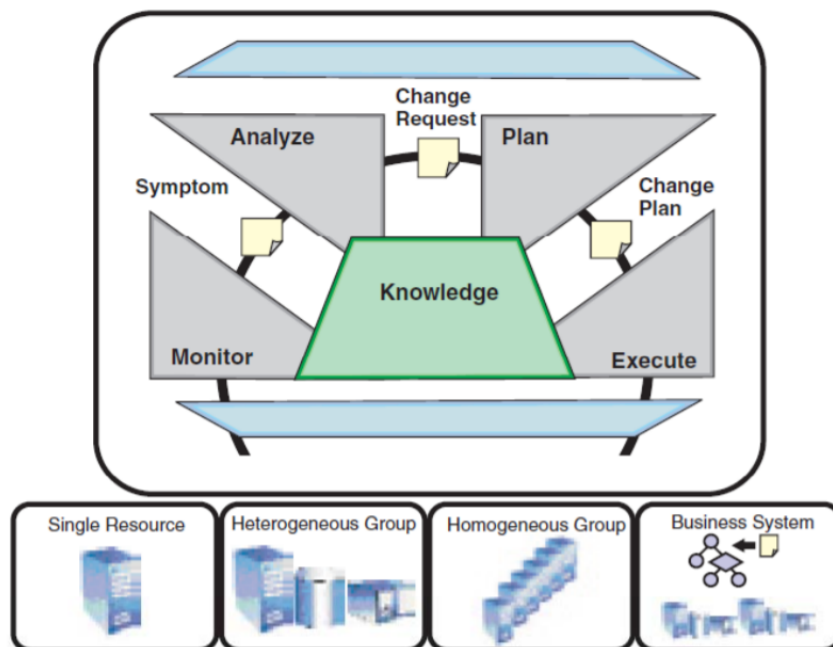 Change
Request
Analyze
Plan
Symptom
Change
Plan
Knowledge
Monitor
Execute
Single Resource
Heterogeneous Group
Homogeneous Group
Business System